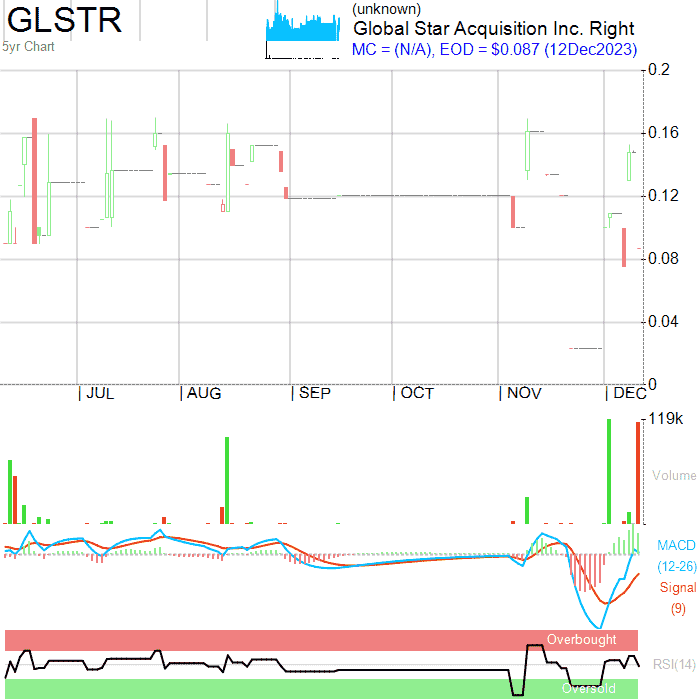 GLSTR
5yr Chart
(unknown)
Global Star Acquisition Inc. Right
MC = (N/A), EOD = $0.087 (12Dec2023)
0.2
0.16
0.12
0.08
0.04
0
JUL
AUG
SEP
OCT
NOV
DEC
119k
Volume
MACD
(12-26)
Signal
(9)
Overbought
RSI(14)
Oversold